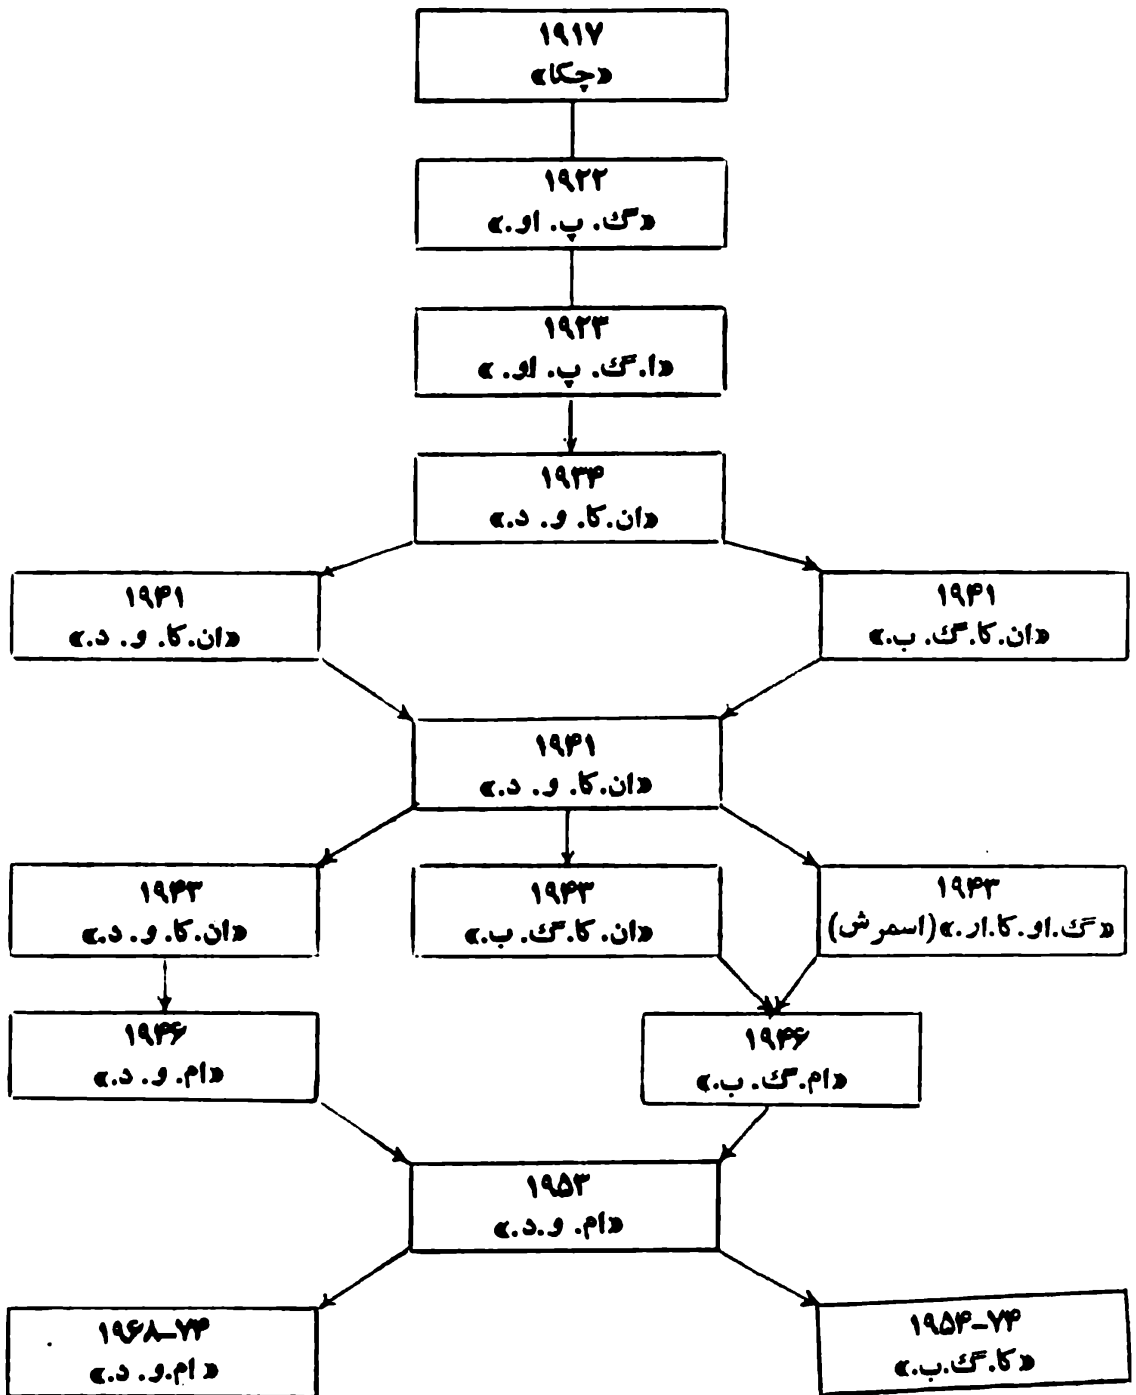 ۱۹۱۷
«چکا»
۱۹۲۲
«گ. پ. او.»
۱۹۲۳
«ا.گ. پ. او. »
۱۹۳۴
«ان.کا. و. د.»
۱۹۴۱
«ان.کا.گ. ب.»
۱۹۴۱
«ان.کا. و. د.»
۱۹۴۱
«ان.کا. و. د.»
۱۹۴۳
«گ.او.کا.ار.»(اسمرش)
۱۹۴۳
«ان.کا.گ. ب.»
۱۹۴۳
«ان.کا. و. د.»
۱۹۴۶
«ام.گ. ب.»
۱۹۴۶
«ام. و. د.»
۱۹۵۳
«ام. و.د.»
۱۹۵۴-۷۴
«کا.گ.ب.»
۱۹۶۸-۷۴
«ام.و. د.»